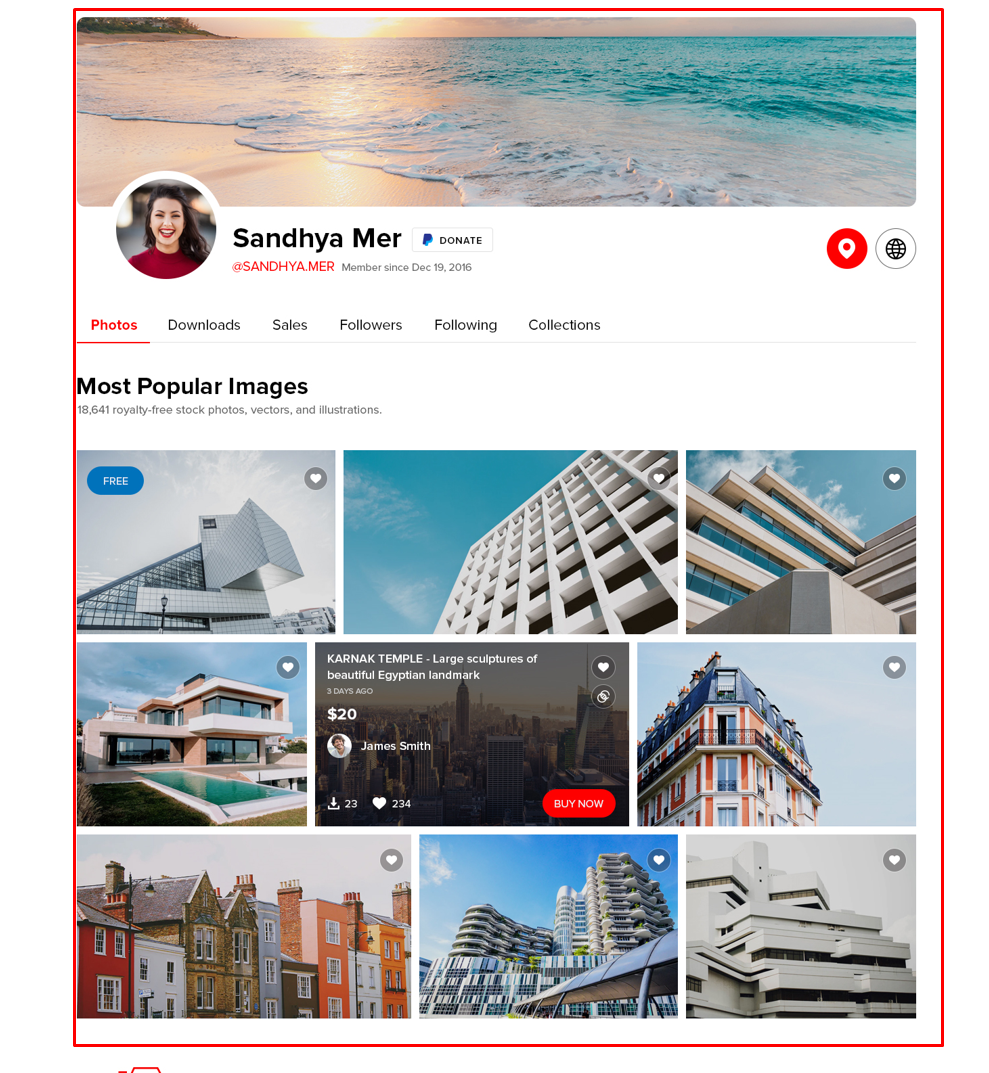 Sandhya Mer
DONATE
@SANDHYA.MER Member since Dec 19, 2016
Photos Downloads Sales Followers Following Collections
Most Popular Images
18,641 royalty-free stock photos, vectors, and illustrations.
FREE
KARNAK TEMPLE - Large sculptures of
beautiful Egyptian landmark
3 DAYS AGO
$20
James Smith
23 234
BUY NOW